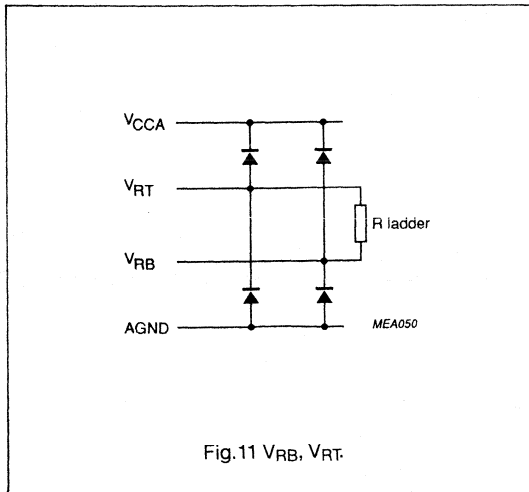 VCCA
VRT
R ladder
VRB
AGND
MEA050
Fig.11 VRB, VRT.